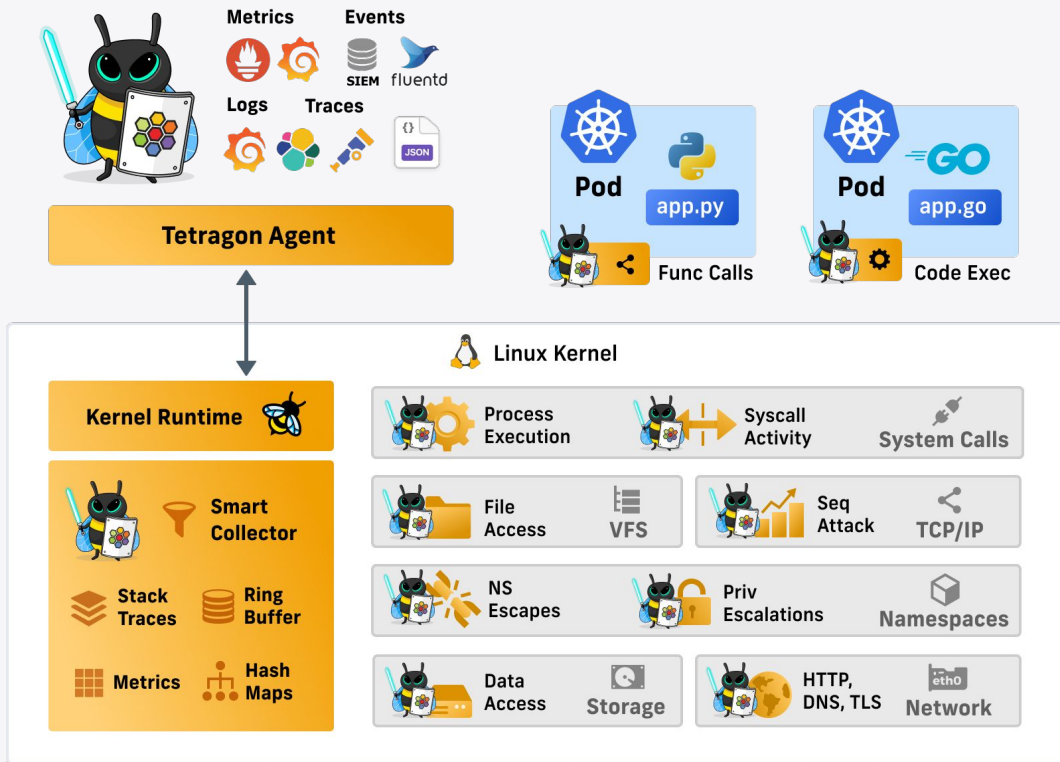 Metrics
Events
SIEM
fluentd
Logs
Traces
{}
JSON
Tetragon Agent
Pod
app.py
Func Calls
Pod
GO
app.go
Code Exec
Linux Kernel
Kernel Runtime
Smart
Collector
Stack
Traces
Ring
Buffer
Metrics
Hash
Maps
Process
Execution
Syscall
Activity
System Calls
File
Access
VFS
Seq
Attack
TCP/IP
NS
Escapes
Priv
Escalations
Namespaces
Data
Access
Storage
HTTP,
DNS, TLS
eth0
Network